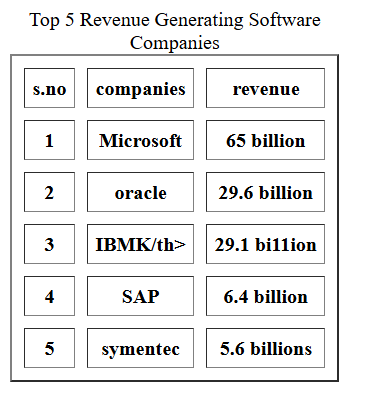 Top 5 Revenue Generating Software
Companies
s.no companies revenue
1 Microsoft 65 billion
2 oracle 29.6 billion
3 IBMK/th> 29.1 bi11ion
4 SAP 6.4 billion
5 symentec 5.6 billions